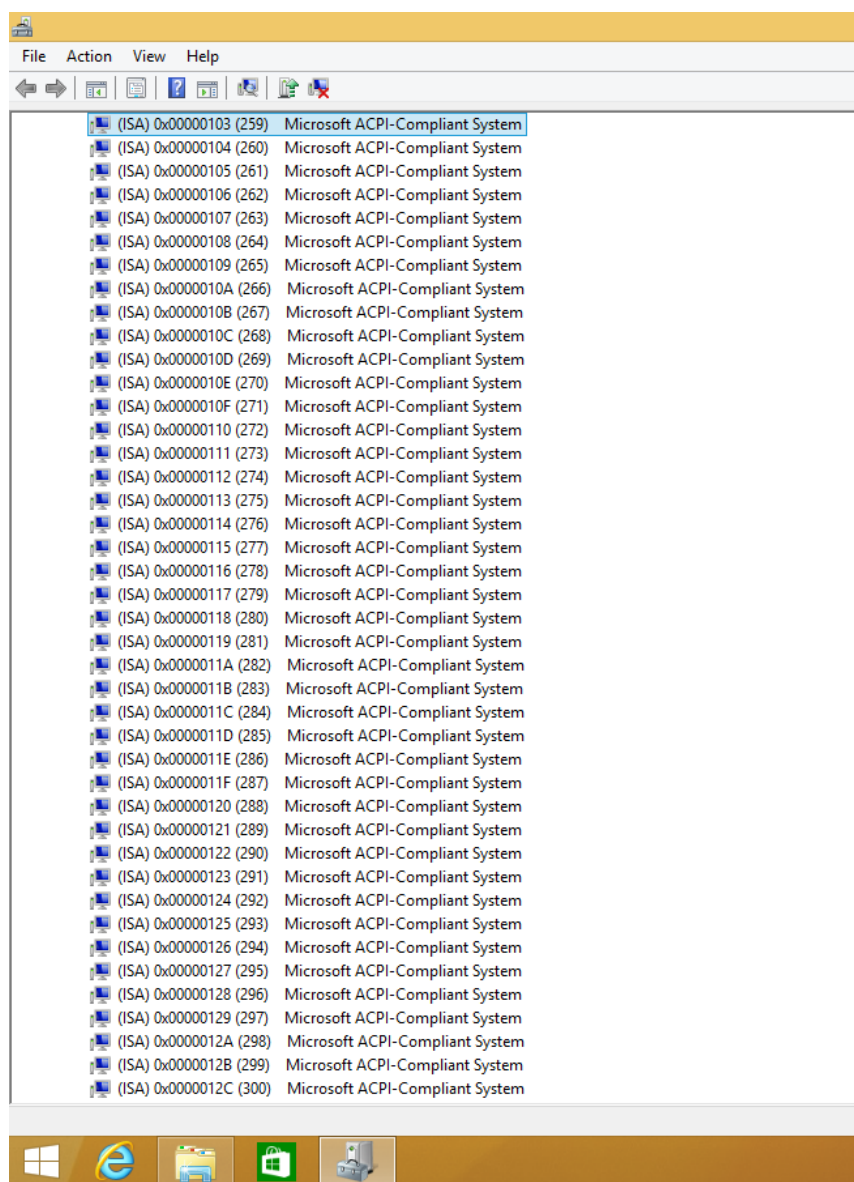 File Action View Help
(ISA) 0x00000103 (259) Microsoft ACPI-Compliant System
(ISA) 0x00000104 (260) Microsoft ACPI-Compliant System
(ISA) 0x00000105 (261) Microsoft ACPI-Compliant System
(ISA) 0x00000106 (262) Microsoft ACPI-Compliant System
(ISA) 0x00000107 (263) Microsoft ACPI-Compliant System
(ISA) 0x00000108 (264) Microsoft ACPI-Compliant System
(ISA) 0x00000109 (265) Microsoft ACPI-Compliant System
(ISA) 0x0000010A (266) Microsoft ACPI-Compliant System
(ISA) 0x0000010B (267) Microsoft ACPI-Compliant System
(ISA) 0x0000010C (268) Microsoft ACPI-Compliant System
(ISA) 0x0000010D (269) Microsoft ACPI-Compliant System
(ISA) 0x0000010E (270) Microsoft ACPI-Compliant System
(ISA) 0x0000010F (271) Microsoft ACPI-Compliant System
(ISA) 0x00000110 (272) Microsoft ACPI-Compliant System
(ISA) 0x00000111 (273) Microsoft ACPI-Compliant System
(ISA) 0x00000112 (274) Microsoft ACPI-Compliant System
(ISA) 0x00000113 (275) Microsoft ACPI-Compliant System
(ISA) 0x00000114 (276) Microsoft ACPI-Compliant System
(ISA) 0x00000115 (277) Microsoft ACPI-Compliant System
(ISA) 0x00000116 (278) Microsoft ACPI-Compliant System
(ISA) 0x00000117 (279) Microsoft ACPI-Compliant System
(ISA) 0x00000118 (280) Microsoft ACPI-Compliant System
(ISA) 0x00000119 (281) Microsoft ACPI-Compliant System
(ISA) 0x0000011A (282) Microsoft ACPI-Compliant System
(ISA) 0x0000011B (283) Microsoft ACPI-Compliant System
(ISA) 0x0000011C (284) Microsoft ACPI-Compliant System
(ISA) 0x0000011D (285) Microsoft ACPI-Compliant System
(ISA) 0x0000011E (286) Microsoft ACPI-Compliant System
(ISA) 0x0000011F (287) Microsoft ACPI-Compliant System
(ISA) 0x00000120 (288) Microsoft ACPI-Compliant System
(ISA) 0x00000121 (289) Microsoft ACPI-Compliant System
(ISA) 0x00000122 (290) Microsoft ACPI-Compliant System
(ISA) 0x00000123 (291) Microsoft ACPI-Compliant System
(ISA) 0x00000124 (292) Microsoft ACPI-Compliant System
(ISA) 0x00000125 (293) Microsoft ACPI-Compliant System
(ISA) 0x00000126 (294) Microsoft ACPI-Compliant System
(ISA) 0x00000127 (295) Microsoft ACPI-Compliant System
(ISA) 0x00000128 (296) Microsoft ACPI-Compliant System
(ISA) 0x00000129 (297) Microsoft ACPI-Compliant System
(ISA) 0x0000012A (298) Microsoft ACPI-Compliant System
(ISA) 0x0000012B (299) Microsoft ACPI-Compliant System
(ISA) 0x0000012C (300) Microsoft ACPI-Compliant System